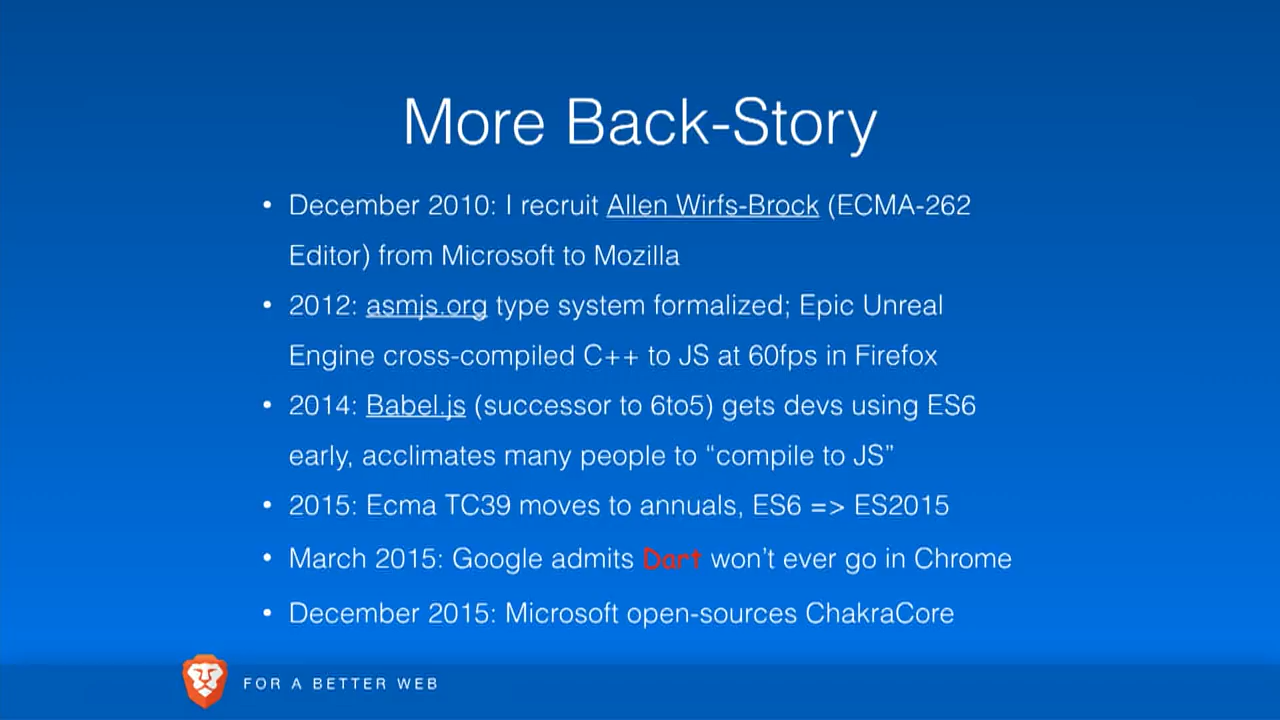 More Back-Story
• December 2010: I recruit Allen Wirfs-Brock (ECMA-262
Editor) from Microsoft to Mozilla
• 2012: asmjs.org type system formalized; Epic Unreal
Engine cross-compiled C++ to JS at 60fps in Firefox
• 2014: Babel.js (successor to 6to5) gets devs using ES6
early, acclimates many people to “compile to JS”
• 2015: Ecma TC39 moves to annuals, ES6 => ES2015
• March 2015: Google admits Dart won’t ever go in Chrome
• December 2015: Microsoft open-sources ChakraCore
FOR A BETTER WEB